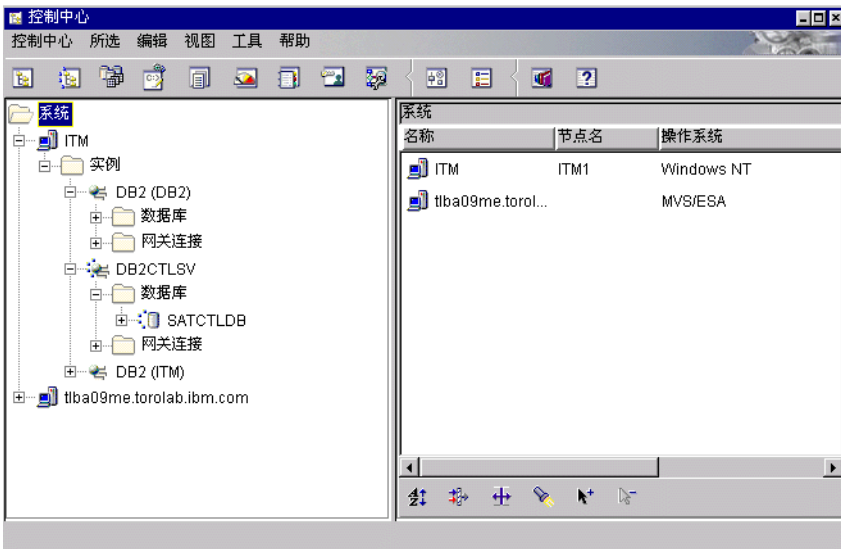 控制中心
控制中心 所选 编辑 视图 工具 帮助
系统
ITM
实例
DB2 (DB2)
数据库
网关连接
DB2CTLSV
数据库
SATCTLDB
网关连接
DB2 (ITM)
tlba09me.torolab.ibm.com
系统
名称 节点名 操作系统
ITM ITM1 Windows NT
tlba09me.torol... MVS/ESA